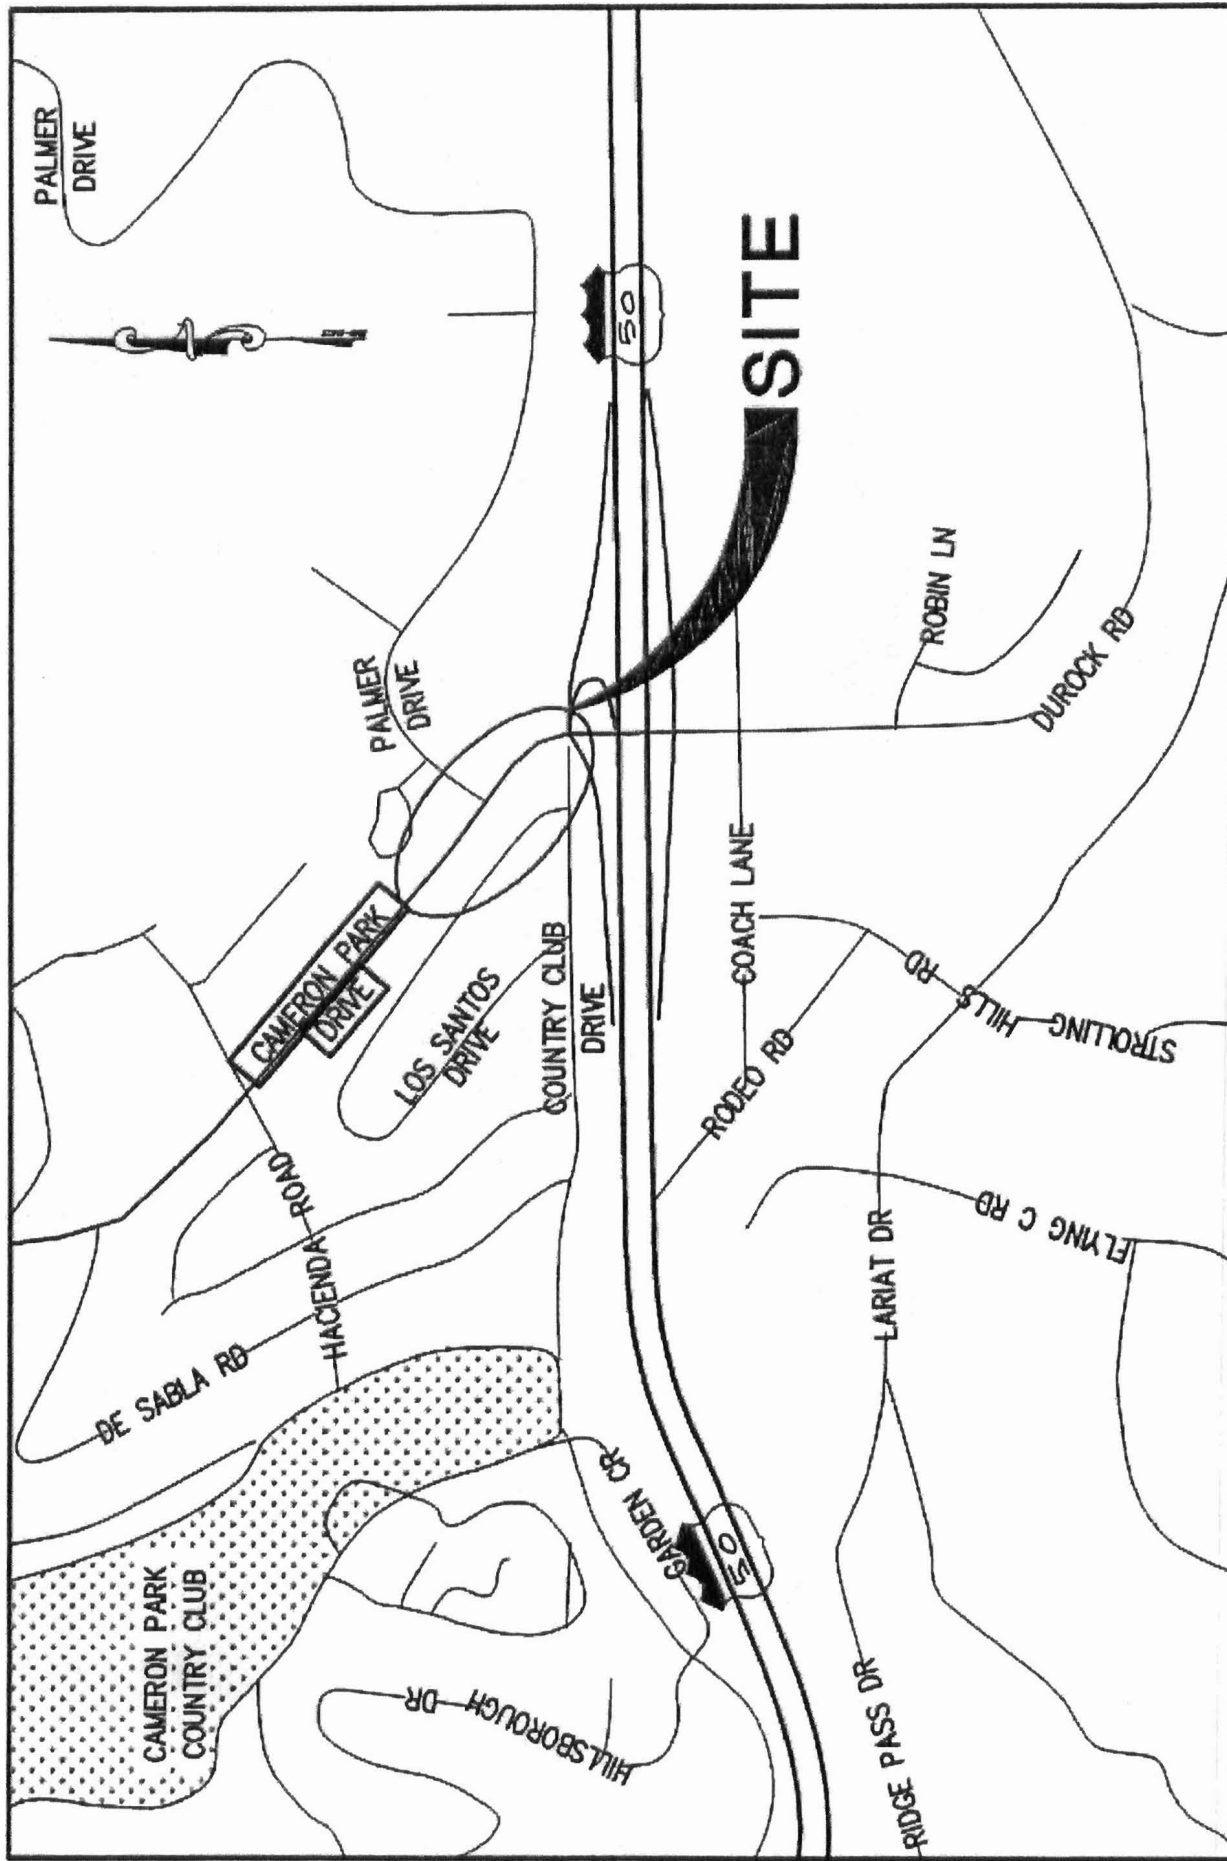 PALMER
DRIVE
50
SITE
PALMER
DRIVE
ROBIN LN
DUROCK RD
CAMERON PARK
DRIVE
LOS SANTOS
DRIVE
COUNTRY CLUB
DRIVE
COACH LANE
RODEO RD
STROLLING HILLS RD
HACIENDA ROAD
FLYING C RD
LARIAT DR
DE SABLA RD
GARDEN CR
50
CAMERON PARK
COUNTRY CLUB
HILLSBOROUGH DR
RIDGE PASS DR